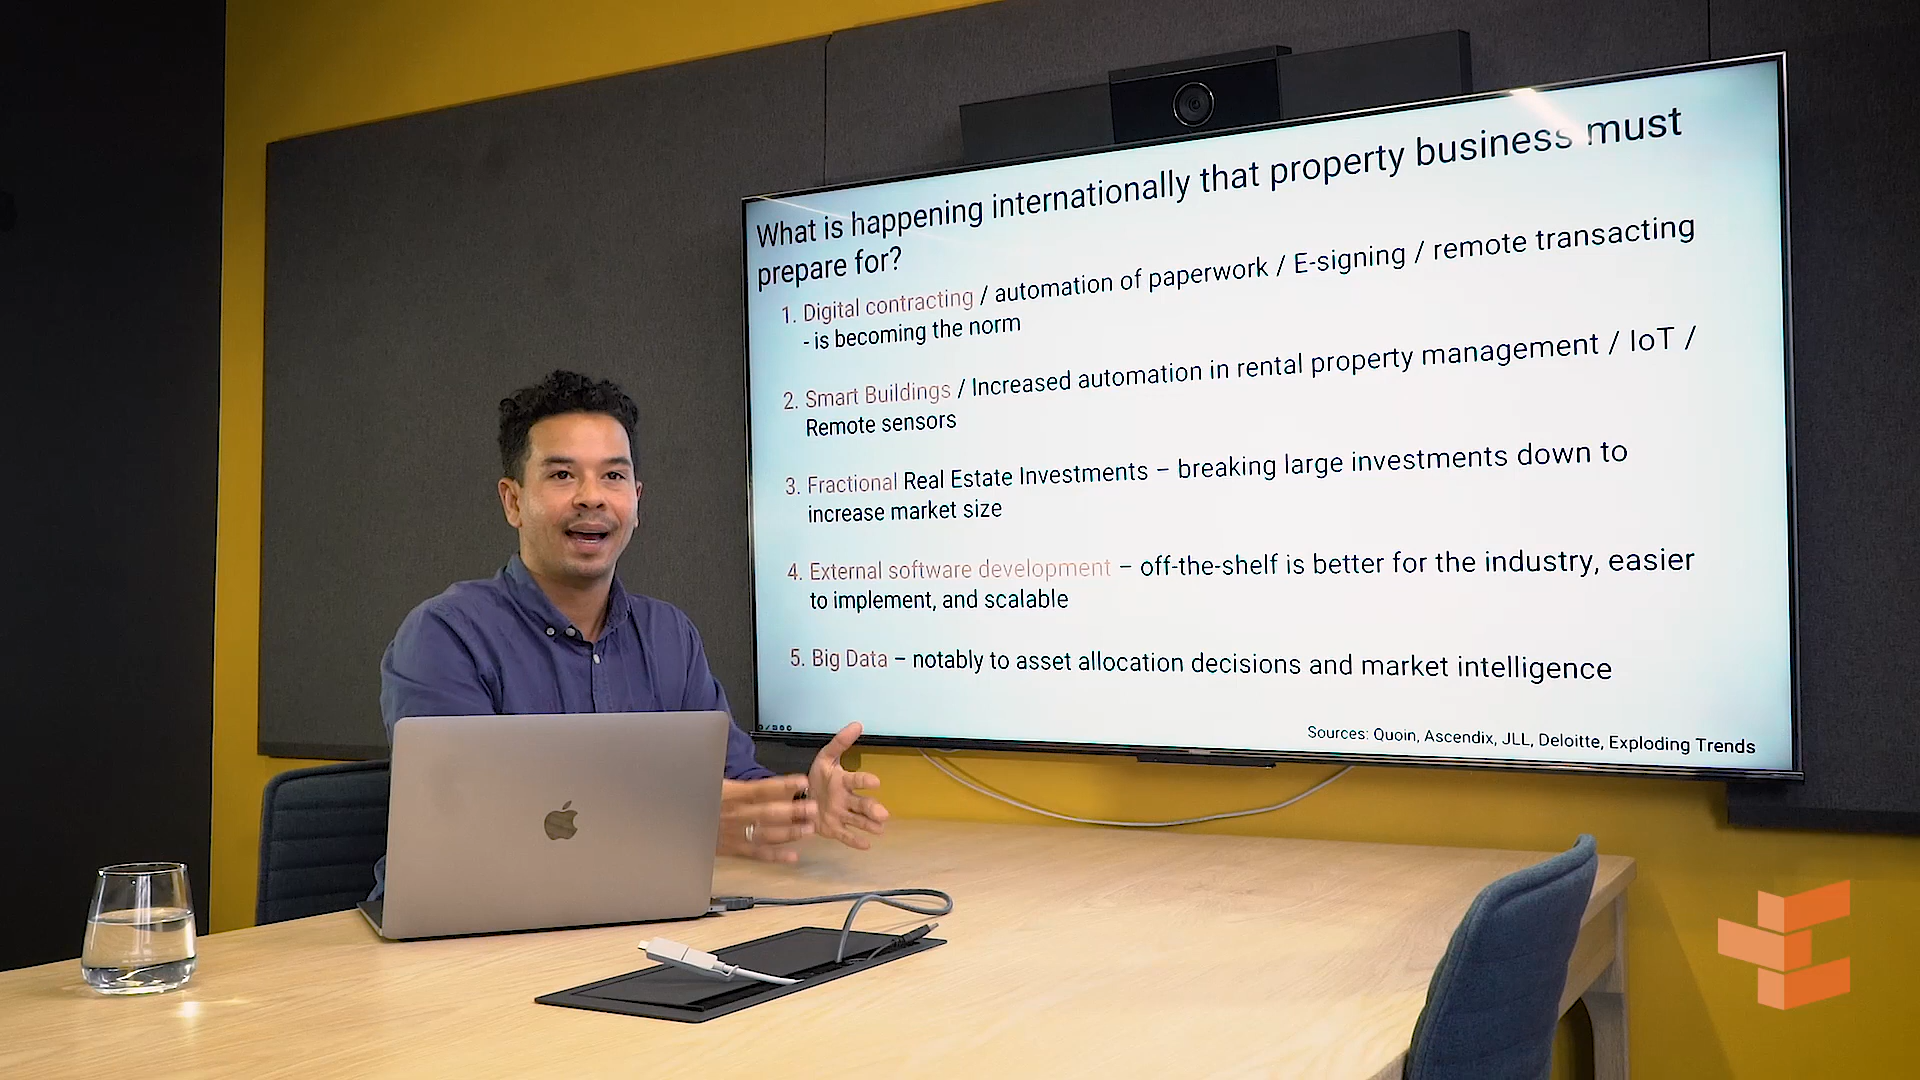 What is happening internationally that property business must
prepare for?
1. Digital contracting / automation of paperwork / E-signing / remote transacting
- is becoming the norm
2. Smart Buildings / Increased automation in rental property management / IoT /
Remote sensors
3. Fractional Real Estate Investments – breaking large investments down to
increase market size
4. External software development – off-the-shelf is better for the industry, easier
to implement, and scalable
5. Big Data – notably to asset allocation decisions and market intelligence
Sources: Quoin, Ascendix, JLL, Deloitte, Exploding Trends